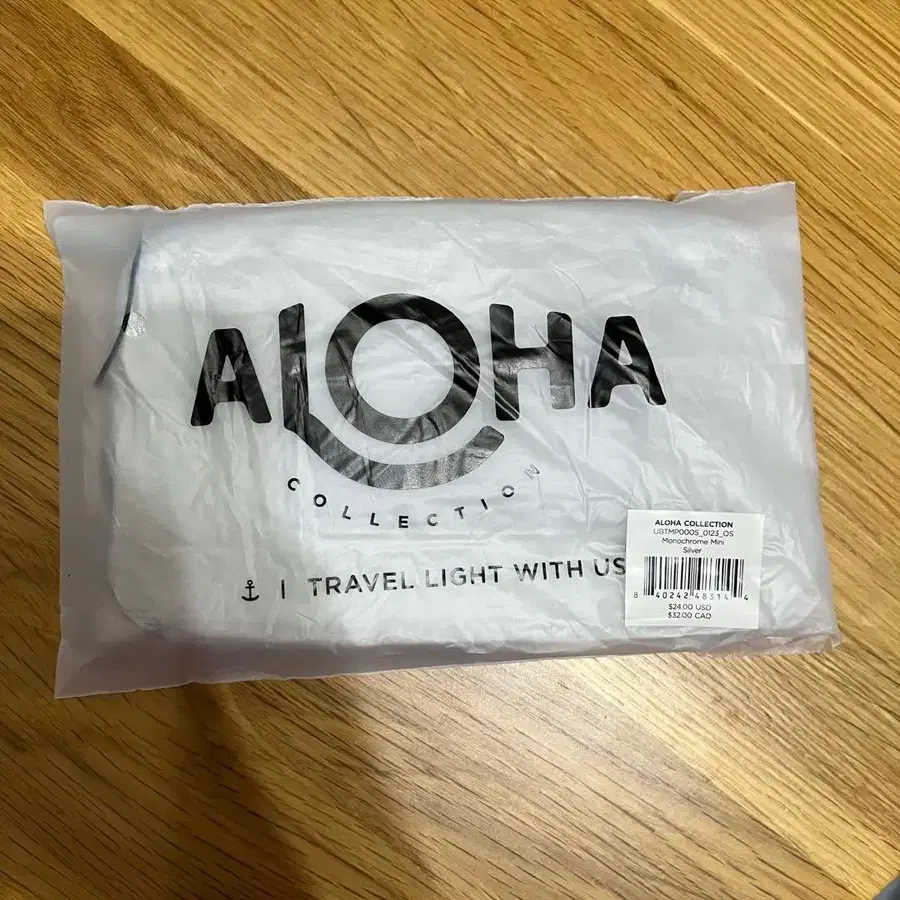 ALOHA
COLLECTION
TRAVEL LIGHT WITH US
ALOHA COLLECTION
UBTMP0005_0123_OS
Monochrome Mini
Silver
8 40242 48314 4
$24.00 USD
$32.00 CAD